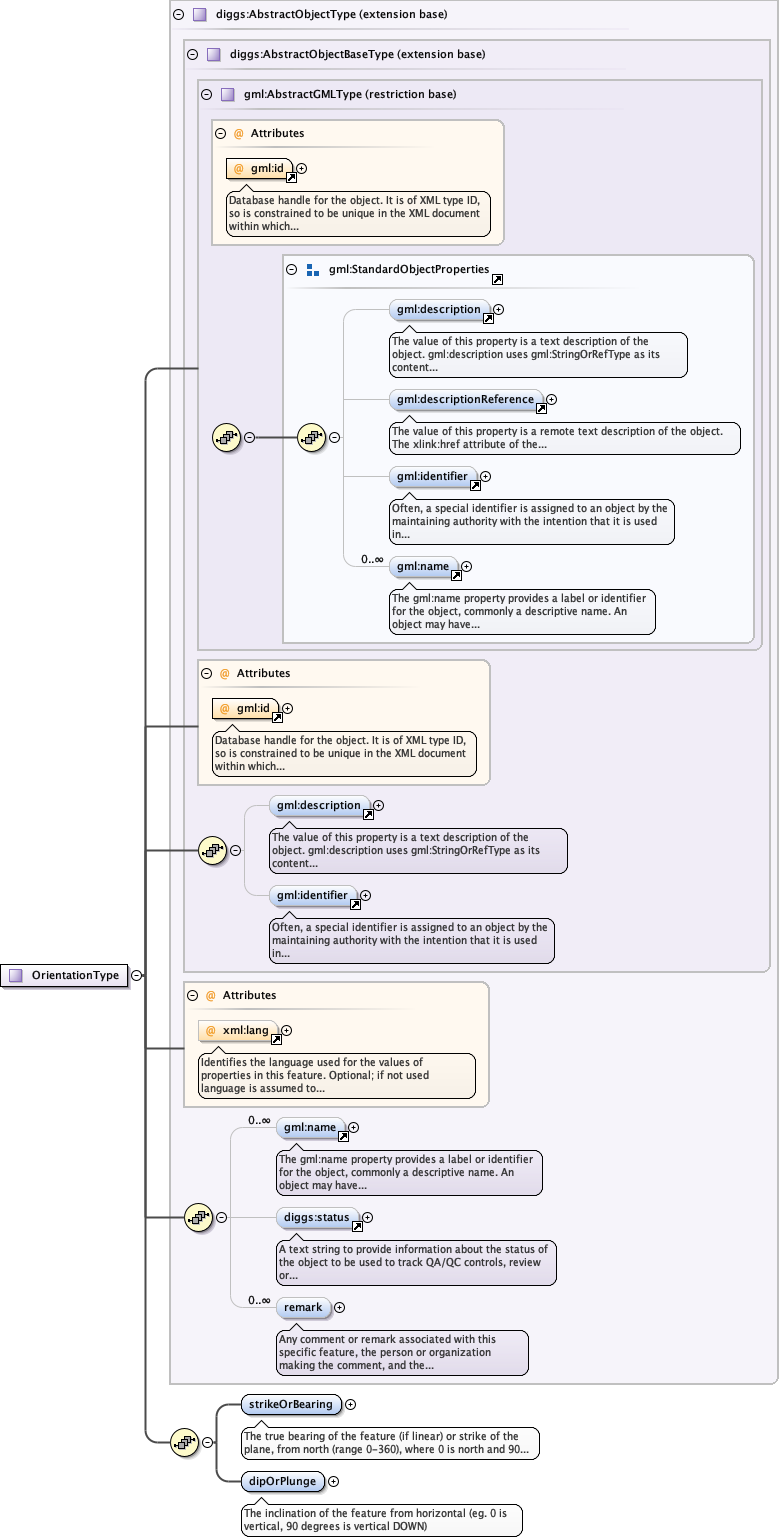 diggs:AbstractObjectType (extension base)
diggs:AbstractObjectBaseType (extension base)
gml:AbstractGMLType (restriction base)
@ Attributes
@ gml:id
Database handle for the object. It is of XML type ID,
so is constrained to be unique in the XML document
within which...
gml:StandardObjectProperties
gml:description
The value of this property is a text description of the
object. gml:description uses gml:StringOrRefType as its
content...
gml:descriptionReference
The value of this property is a remote text description of the object.
The xlink:href attribute of the...
gml:identifier
Often, a special identifier is assigned to an object by the
maintaining authority with the intention that it is used
in...
0..∞
gml:name
The gml:name property provides a label or identifier
for the object, commonly a descriptive name. An
object may have...
@ Attributes
@ gml:id
Database handle for the object. It is of XML type ID,
so is constrained to be unique in the XML document
within which...
gml:description
The value of this property is a text description of the
object. gml:description uses gml:StringOrRefType as its
content...
gml:identifier
Often, a special identifier is assigned to an object by the
maintaining authority with the intention that it is used
in...
OrientationType
@ Attributes
@ xml:lang
Identifies the language used for the values of
properties in this feature. Optional; if not used
language is assumed to...
0..∞
gml:name
The gml:name property provides a label or identifier
for the object, commonly a descriptive name. An
object may have...
diggs:status
A text string to provide information about the status of
the object to be used to track QA/QC controls, review
or...
0..∞
remark
Any comment or remark associated with this
specific feature, the person or organization
making the comment, and the...
strikeOrBearing
The true bearing of the feature (if linear) or strike of the
plane, from north (range 0-360), where 0 is north and 90...
dipOrPlunge
The inclination of the feature from horizontal (eg. 0 is
vertical, 90 degrees is vertical DOWN)